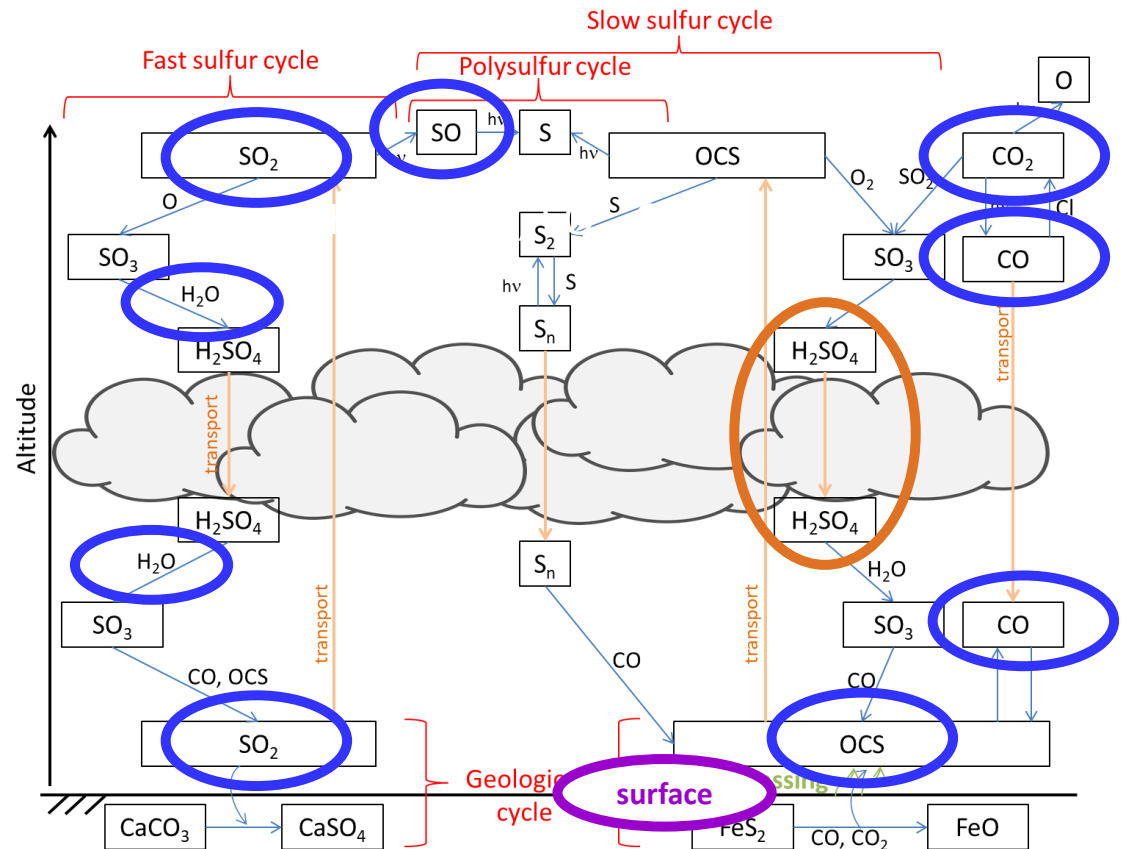 Slow sulfur cycle
Fast sulfur cycle
Polysulfur cycle
O
SO
hν
S
SO₂
ν
hν
OCS
CO₂
O
O₂
SO₂
S
Cl
SO₃
S₂
SO₃
CO
H₂O
hν
S
Sₙ
H₂SO₄
H₂SO₄
transport
Altitude
transport
H₂SO₄
H₂SO₄
H₂O
Sₙ
H₂O
transport
transport
SO₃
SO₃
CO
CO
CO, OCS
CO
SO₂
OCS
Geologic
cycle
surface
ssing
CaCO₃
CaSO₄
FeS₂
CO, CO₂
FeO